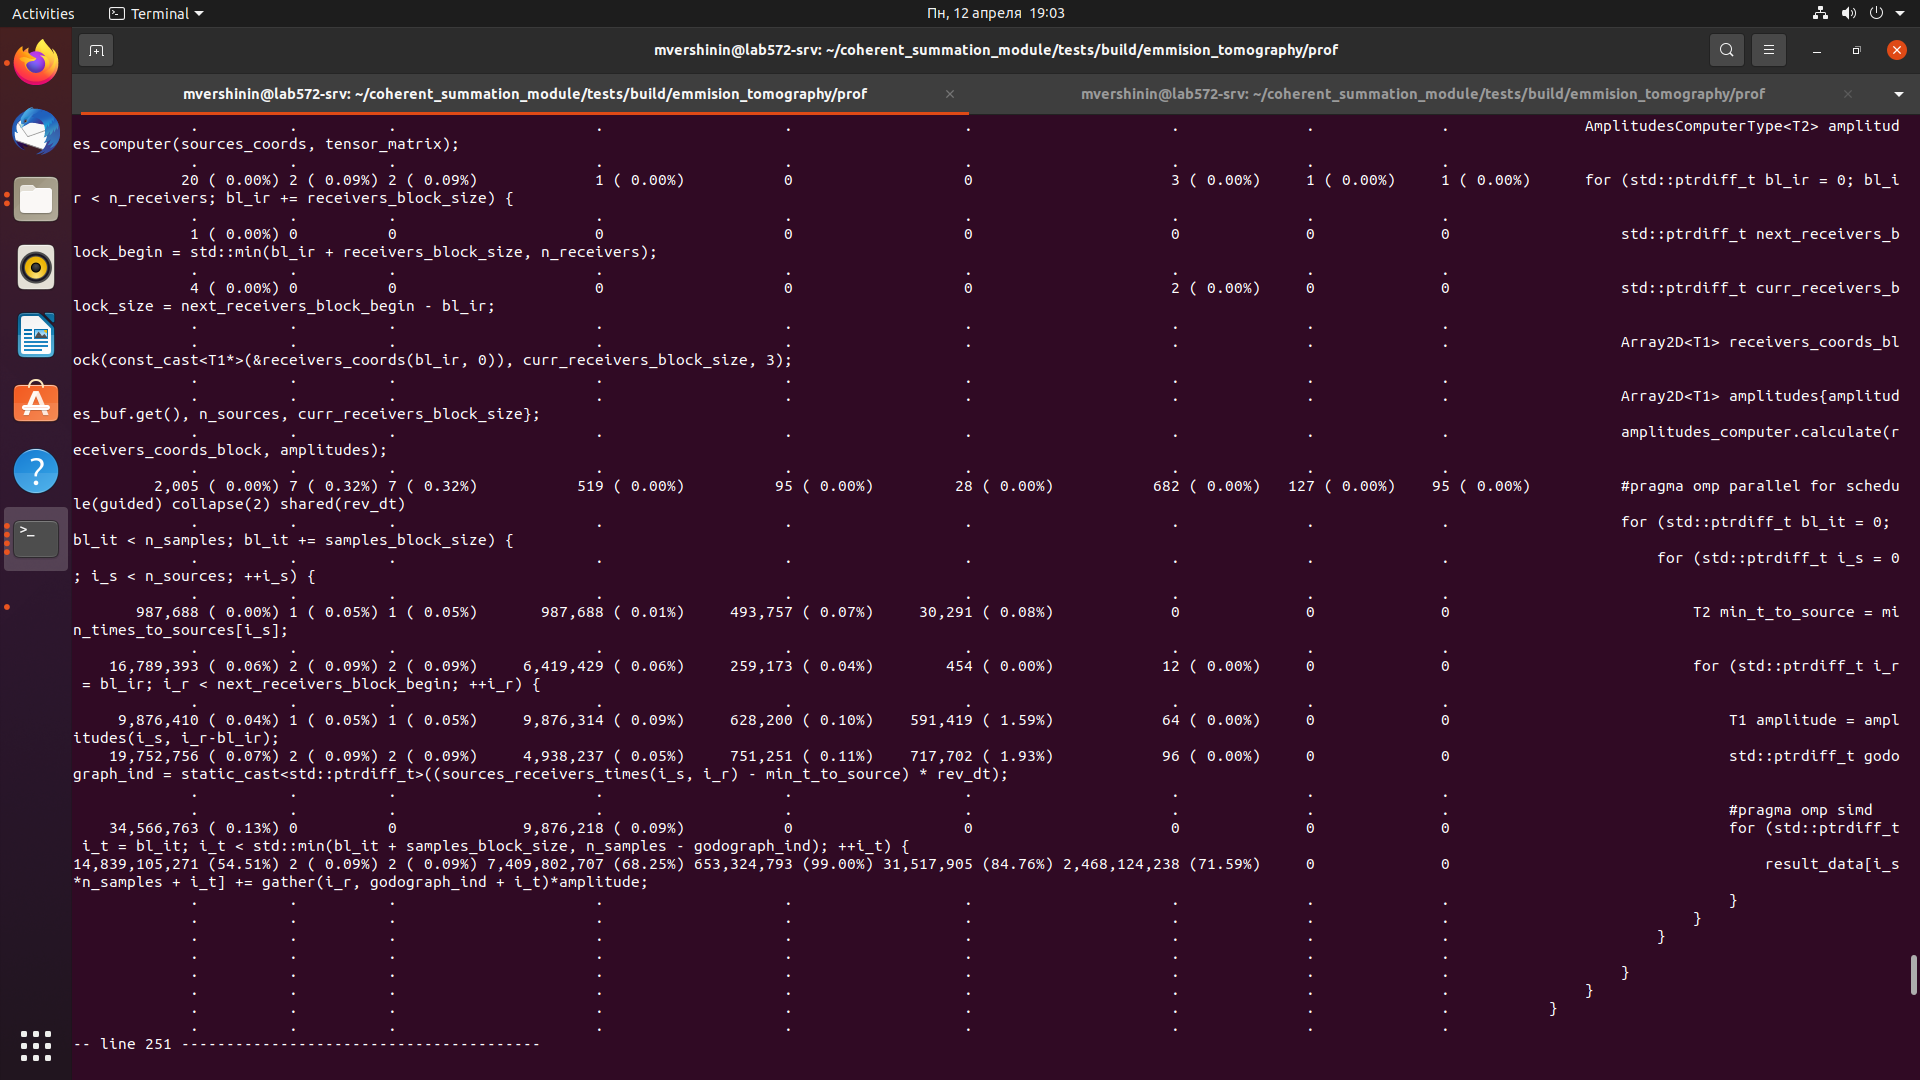 Activities Terminal Пн, 12 апреля 19:03
mvershinin@lab572-srv: ~/coherent_summation_module/tests/build/emmision_tomography/prof
mvershinin@lab572-srv: ~/coherent_summation_module/tests/build/emmision_tomography/prof mvershinin@lab572-srv: ~/coherent_summation_module/tests/build/emmision_tomography/prof
. . . . . . . . . AmplitudesComputerType<T2> amplitud
es_computer(sources_coords, tensor_matrix);
. . . . . . . . .
20 ( 0.00%) 2 ( 0.09%) 2 ( 0.09%) 1 ( 0.00%) 0 0 3 ( 0.00%) 1 ( 0.00%) 1 ( 0.00%) for (std::ptrdiff_t bl_ir = 0; bl_i
r < n_receivers; bl_ir += receivers_block_size) {
. . . . . . . . .
1 ( 0.00%) 0 0 0 0 0 0 0 0 std::ptrdiff_t next_receivers_b
lock_begin = std::min(bl_ir + receivers_block_size, n_receivers);
. . . . . . . . .
4 ( 0.00%) 0 0 0 0 0 2 ( 0.00%) 0 0 std::ptrdiff_t curr_receivers_b
lock_size = next_receivers_block_begin - bl_ir;
. . . . . . . . .
. . . . . . . . . Array2D<T1> receivers_coords_bl
ock(const_cast<T1*>(&receivers_coords(bl_ir, 0)), curr_receivers_block_size, 3);
. . . . . . . . .
. . . . . . . . . Array2D<T1> amplitudes{amplitud
es_buf.get(), n_sources, curr_receivers_block_size};
. . . . . . . . . amplitudes_computer.calculate(r
eceivers_coords_block, amplitudes);
. . . . . . . . .
2,005 ( 0.00%) 7 ( 0.32%) 7 ( 0.32%) 519 ( 0.00%) 95 ( 0.00%) 28 ( 0.00%) 682 ( 0.00%) 127 ( 0.00%) 95 ( 0.00%) #pragma omp parallel for schedu
le(guided) collapse(2) shared(rev_dt)
. . . . . . . . . for (std::ptrdiff_t bl_it = 0;
bl_it < n_samples; bl_it += samples_block_size) {
. . . . . . . . . for (std::ptrdiff_t i_s = 0
; i_s < n_sources; ++i_s) {
. . . . . . . . .
987,688 ( 0.00%) 1 ( 0.05%) 1 ( 0.05%) 987,688 ( 0.01%) 493,757 ( 0.07%) 30,291 ( 0.08%) 0 0 0 T2 min_t_to_source = mi
n_times_to_sources[i_s];
. . . . . . . . .
16,789,393 ( 0.06%) 2 ( 0.09%) 2 ( 0.09%) 6,419,429 ( 0.06%) 259,173 ( 0.04%) 454 ( 0.00%) 12 ( 0.00%) 0 0 for (std::ptrdiff_t i_r
= bl_ir; i_r < next_receivers_block_begin; ++i_r) {
. . . . . . . . .
9,876,410 ( 0.04%) 1 ( 0.05%) 1 ( 0.05%) 9,876,314 ( 0.09%) 628,200 ( 0.10%) 591,419 ( 1.59%) 64 ( 0.00%) 0 0 T1 amplitude = ampl
itudes(i_s, i_r-bl_ir);
19,752,756 ( 0.07%) 2 ( 0.09%) 2 ( 0.09%) 4,938,237 ( 0.05%) 751,251 ( 0.11%) 717,702 ( 1.93%) 96 ( 0.00%) 0 0 std::ptrdiff_t godo
graph_ind = static_cast<std::ptrdiff_t>((sources_receivers_times(i_s, i_r) - min_t_to_source) * rev_dt);
. . . . . . . . .
. . . . . . . . . #pragma omp simd
34,566,763 ( 0.13%) 0 0 9,876,218 ( 0.09%) 0 0 0 0 0 for (std::ptrdiff_t
i_t = bl_it; i_t < std::min(bl_it + samples_block_size, n_samples - godograph_ind); ++i_t) {
14,839,105,271 (54.51%) 2 ( 0.09%) 2 ( 0.09%) 7,409,802,707 (68.25%) 653,324,793 (99.00%) 31,517,905 (84.76%) 2,468,124,238 (71.59%) 0 0 result_data[i_s
*n_samples + i_t] += gather(i_r, godograph_ind + i_t)*amplitude;
. . . . . . . . . }
. . . . . . . . . }
. . . . . . . . . }
. . . . . . . . .
. . . . . . . . . }
. . . . . . . . . }
. . . . . . . . . }
. . . . . . . . .
-- line 251 ----------------------------------------